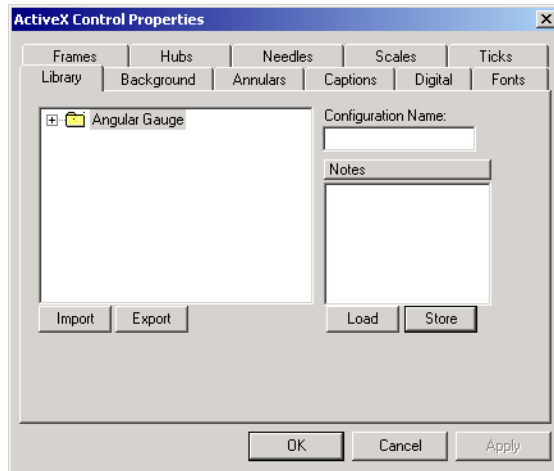 ActiveX Control Properties
Frames Hubs Needles Scales Ticks
Library Background Annulars Captions Digital Fonts
Angular Gauge
Configuration Name:
Notes
Import Export Load Store
OK Cancel Apply